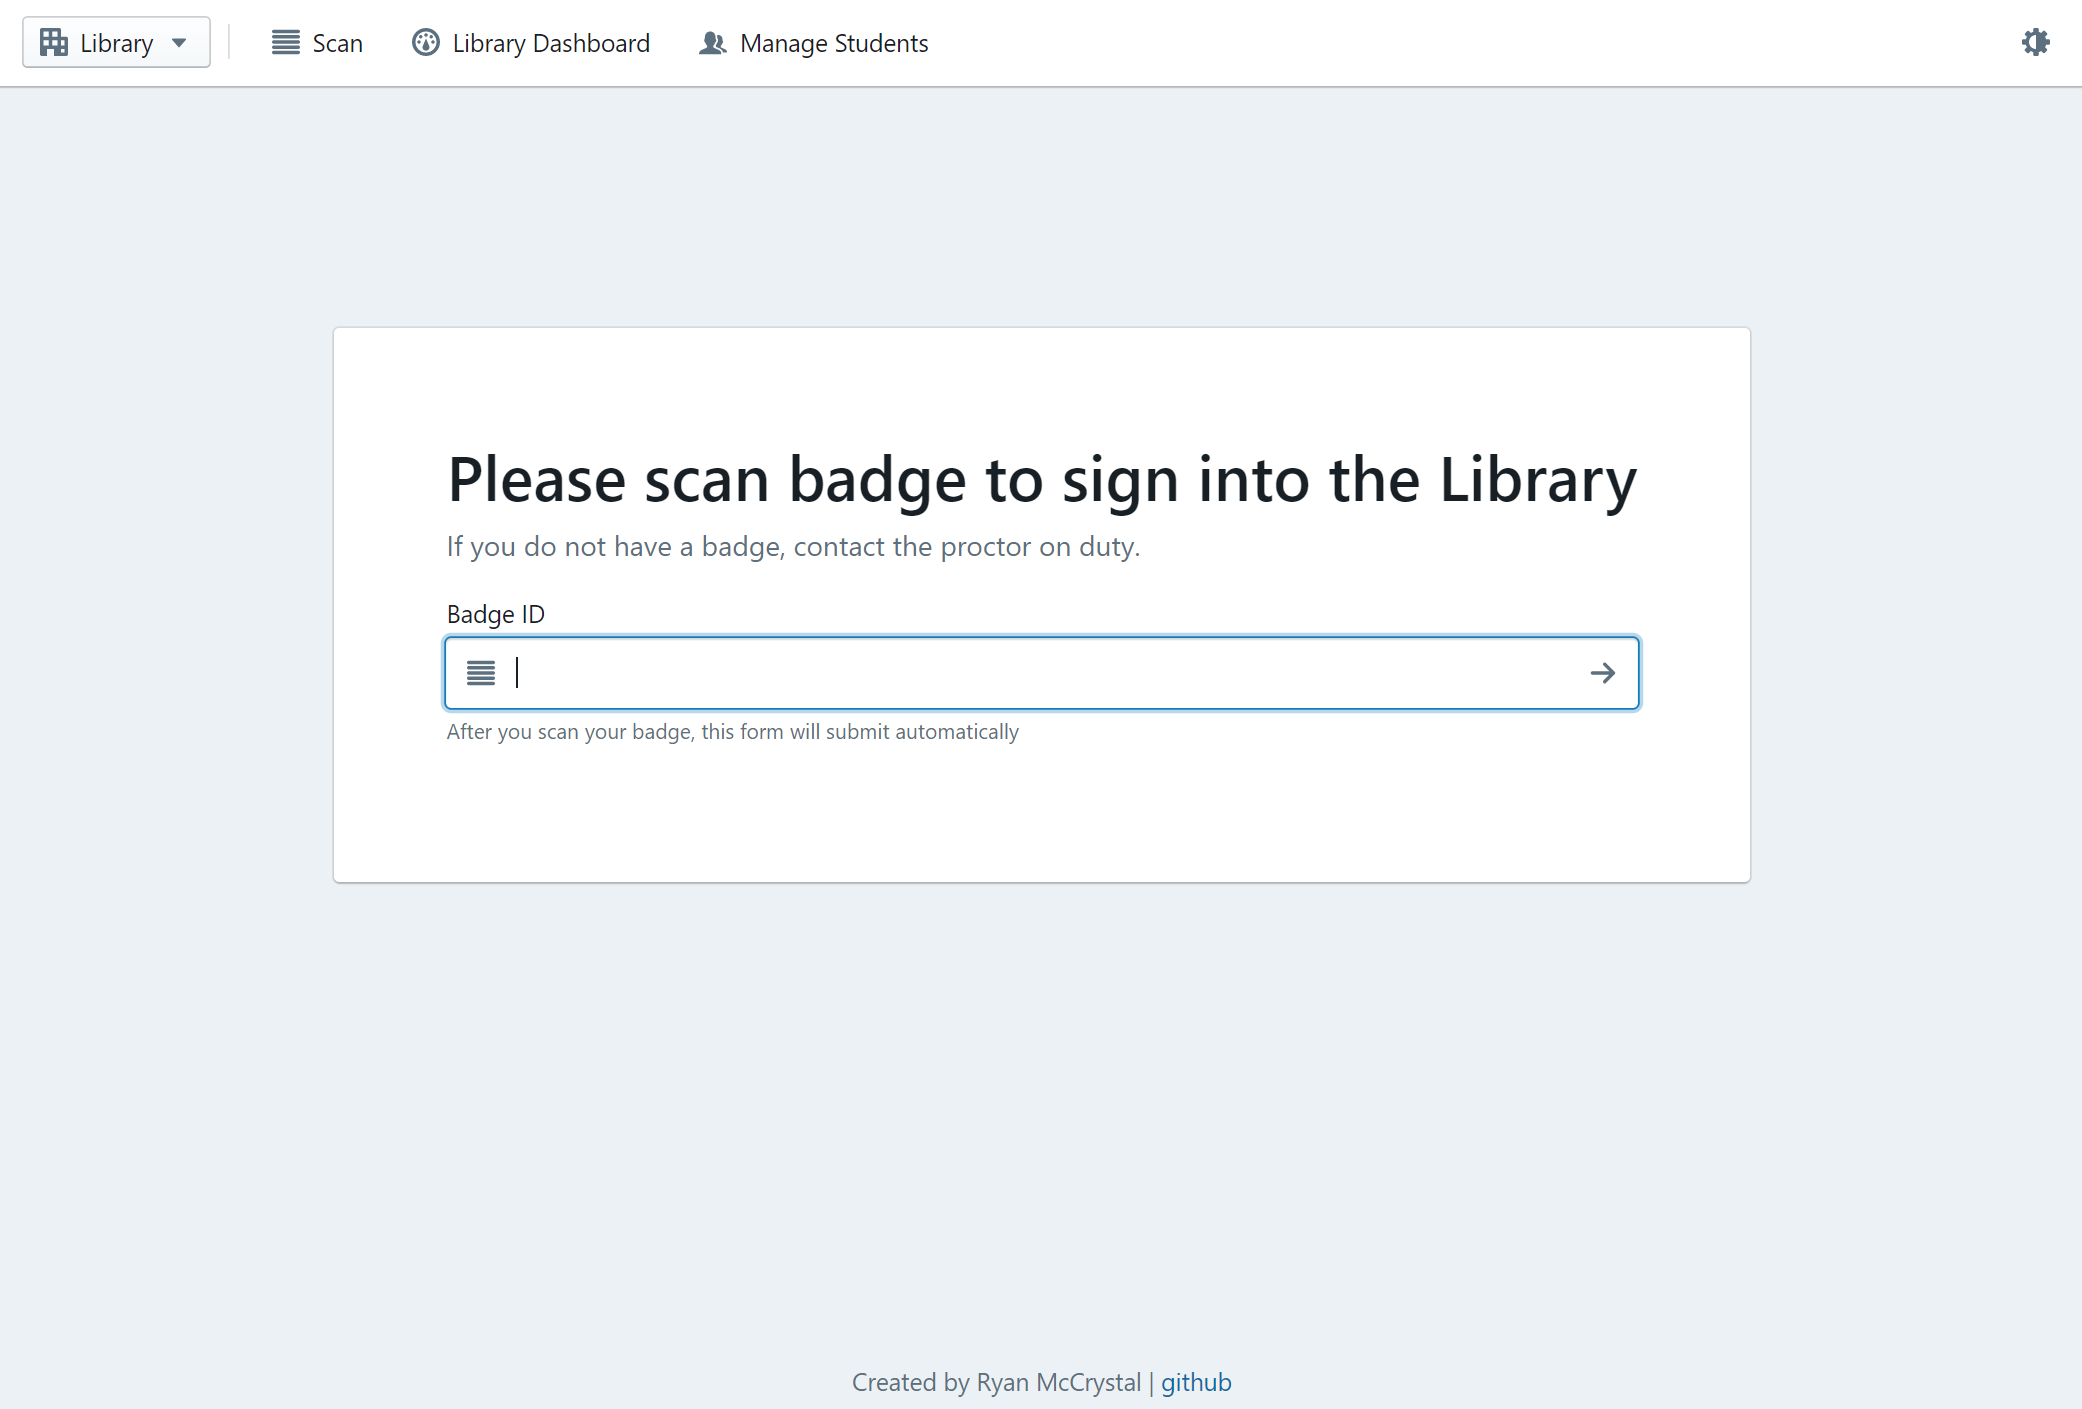 Library Scan Library Dashboard Manage Students
Please scan badge to sign into the Library
If you do not have a badge, contact the proctor on duty.
Badge ID
After you scan your badge, this form will submit automatically
Created by Ryan McCrystal | github